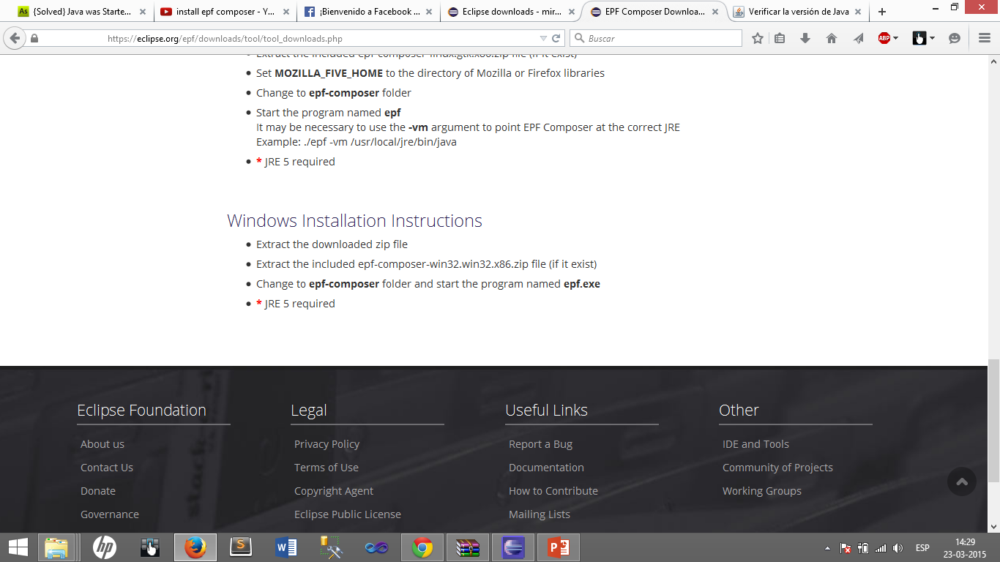 {Solved} Java was Starte...
install epf composer - Y...
¡Bienvenido a Facebook ...
Eclipse downloads - mir...
EPF Composer Downloa...
Verificar la versión de Java
https://eclipse.org/epf/downloads/tool/tool_downloads.php
Buscar
ABP
Extract the included epf-composer-linux.gtk.x86.zip file (if it exist)
Set MOZILLA_FIVE_HOME to the directory of Mozilla or Firefox libraries
Change to epf-composer folder
Start the program named epf
It may be necessary to use the -vm argument to point EPF Composer at the correct JRE
Example: ./epf -vm /usr/local/jre/bin/java
* JRE 5 required
Windows Installation Instructions
Extract the downloaded zip file
Extract the included epf-composer-win32.win32.x86.zip file (if it exist)
Change to epf-composer folder and start the program named epf.exe
* JRE 5 required
Eclipse Foundation
About us
Contact Us
Donate
Governance
Legal
Privacy Policy
Terms of Use
Copyright Agent
Eclipse Public License
Useful Links
Report a Bug
Documentation
How to Contribute
Mailing Lists
Other
IDE and Tools
Community of Projects
Working Groups
ESP
14:29
23-03-2015